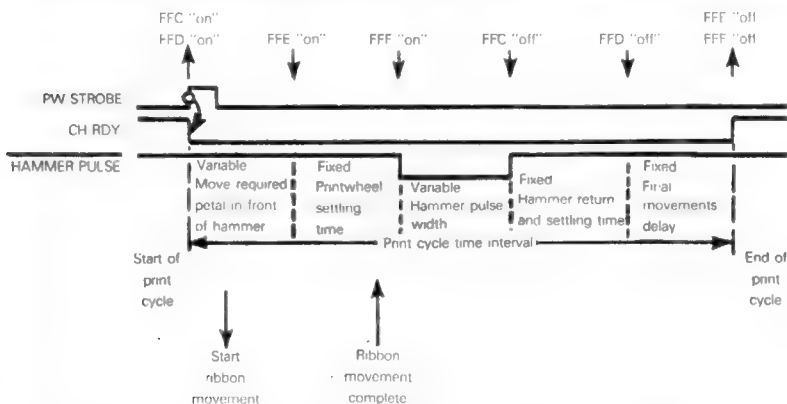 FFC "on"
FFD "on"
FFE "on"
FFF "on"
FFC "off"
FFD "off"
FFE "off
FFF "off
PW STROBE
CH RDY
HAMMER PULSE
Variable
Move required
petal in front
of hammer
Fixed
Printwheel
settling
time
Variable
Hammer pulse
width
Fixed
Hammer return
and settling time
Fixed
Final
movements
delay
Print cycle time interval
Start of
print
cycle
End of
print
cycle
Start
ribbon
movement
Ribbon
movement
complete